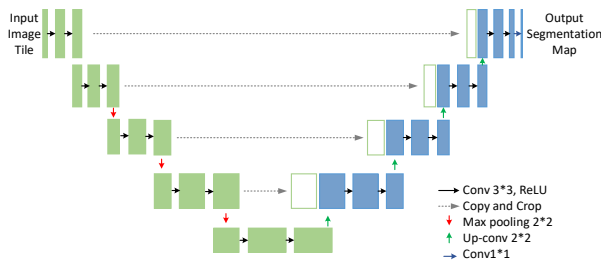 Input
Image
Tile
Output
Segmentation
Map
Conv 3*3, ReLU
Copy and Crop
Max pooling 2*2
Up-conv 2*2
Conv1*1